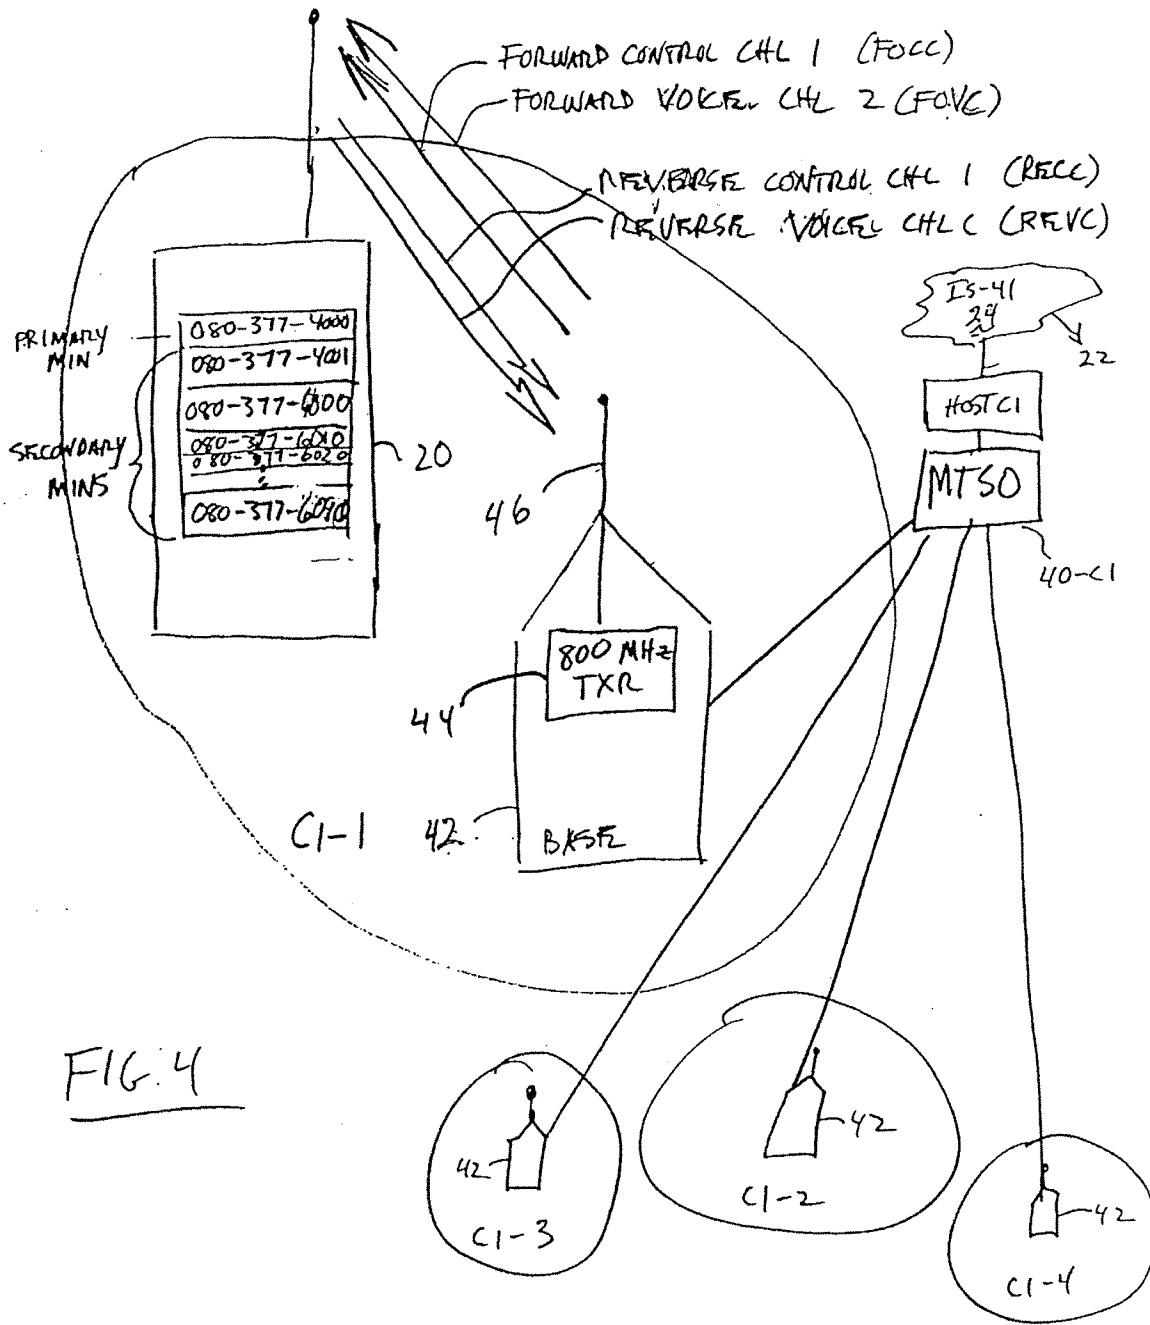 FORWARD CONTROL CHL 1 (FOCC)
FORWARD VOICE CHL 2 (FOVC)
REVERSE CONTROL CHL 1 (RECC)
REVERSE VOICE CHL C (REVC)
IS-41
24
22
HOST C1
MTSO
40-C1
PRIMARY
MIN
080-377-4000
080-377-4001
SECONDARY
MINS
080-377-6000
080-377-6010
080-377-6020
080-377-6090
20
46
800 MHz
TXR
44
C1-1
42
BASE
FIG. 4
42
C1-3
42
C1-2
42
C1-4